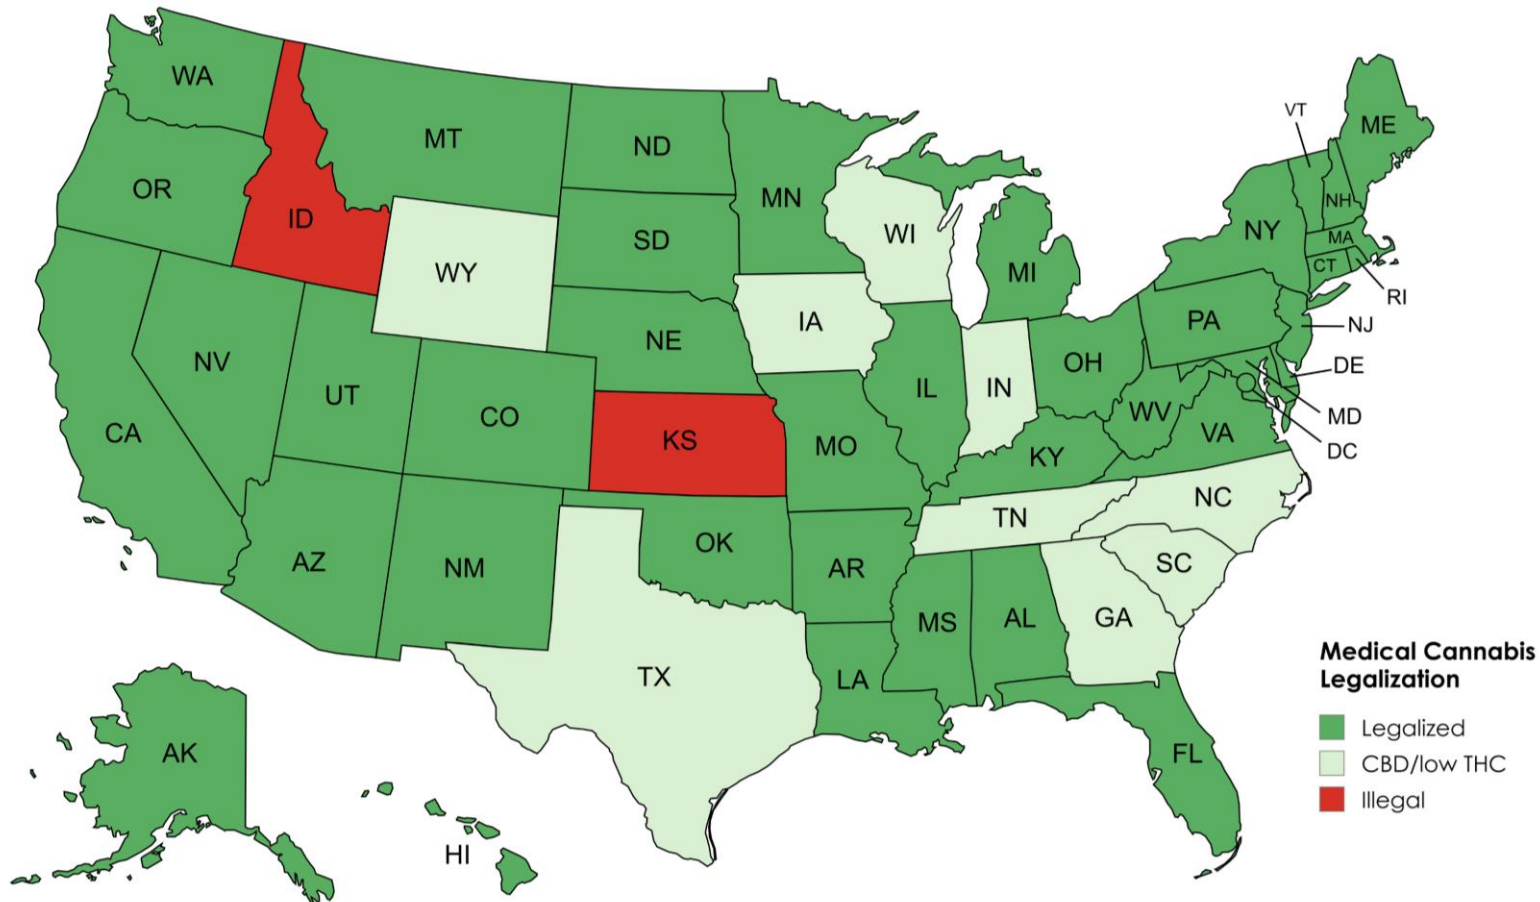 WA
MT
ND
MN
VT
ME
OR
ID
SD
WI
NH
NY
MA
WY
MI
CT
RI
NV
NE
IA
PA
NJ
UT
CO
IL
IN
OH
DE
CA
KS
MO
WV
MD
KY
VA
DC
AZ
NM
OK
AR
TN
NC
SC
MS
AL
GA
TX
LA
FL
AK
HI
Medical Cannabis
Legalization
Legalized
CBD/low THC
Illegal